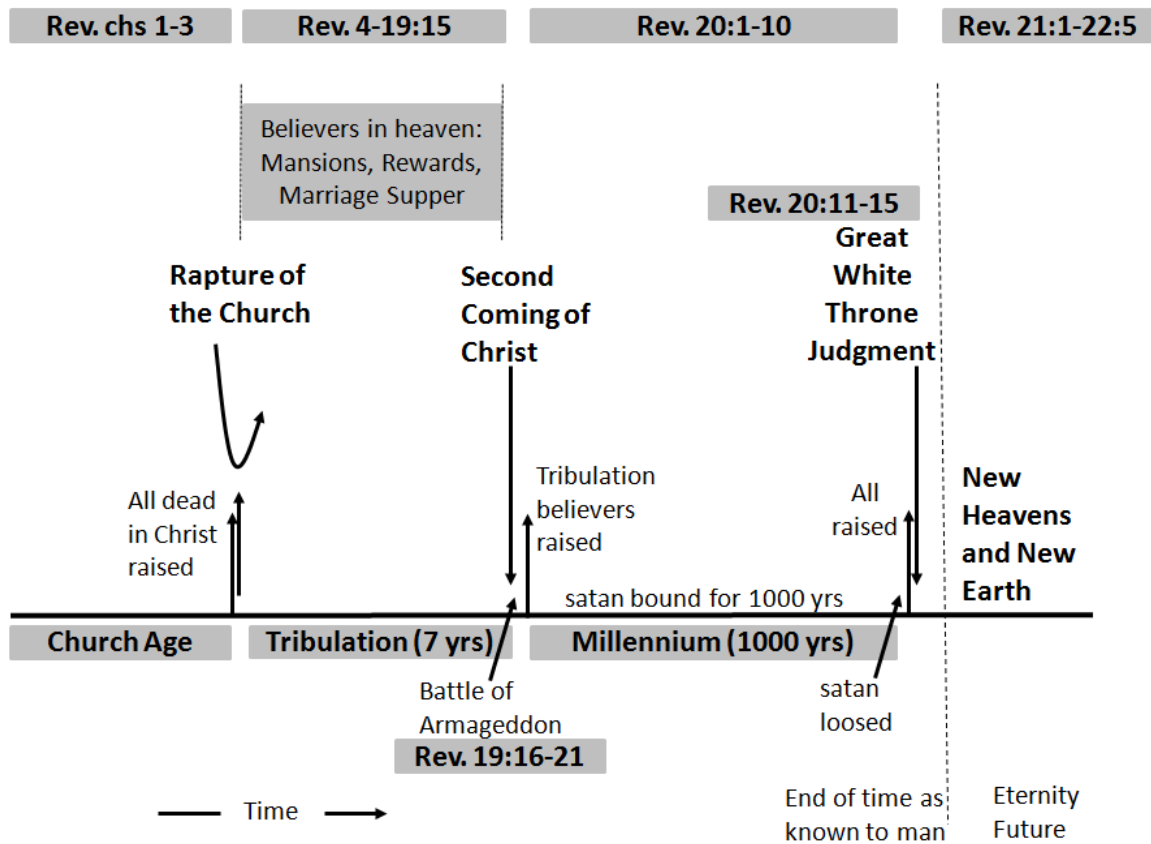 Rev. chs 1-3
Rev. 4-19:15
Rev. 20:1-10
Rev. 21:1-22:5
Believers in heaven:
Mansions, Rewards,
Marriage Supper
Rev. 20:11-15
Great
White
Throne
Judgment
Rapture of
the Church
Second
Coming of
Christ
All dead
in Christ
raised
Tribulation
believers
raised
All
raised
New
Heavens
and New
Earth
satan bound for 1000 yrs
Church Age
Tribulation (7 yrs)
Millennium (1000 yrs)
Battle of
Armageddon
Rev. 19:16-21
satan
loosed
Time
End of time as
known to man
Eternity
Future